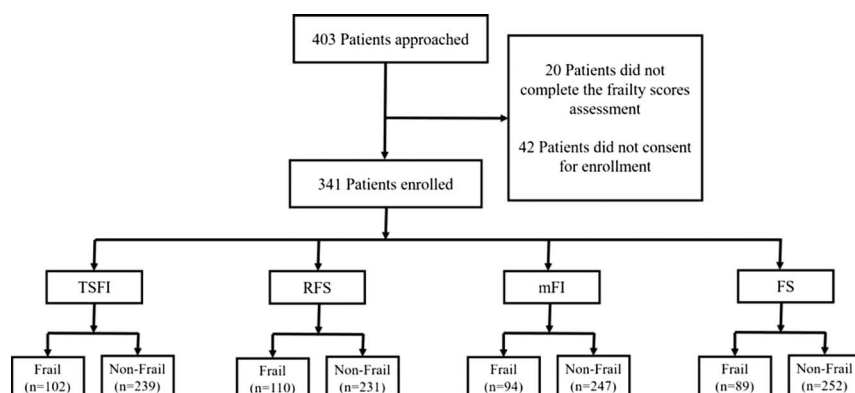 403 Patients approached
20 Patients did not
complete the frailty scores
assessment
42 Patients did not consent
for enrollment
341 Patients enrolled
TSFI
RFS
mFI
FS
Frail
(n=102)
Non-Frail
(n=239)
Frail
(n=110)
Non-Frail
(n=231)
Frail
(n=94)
Non-Frail
(n=247)
Frail
(n=89)
Non-Frail
(n=252)